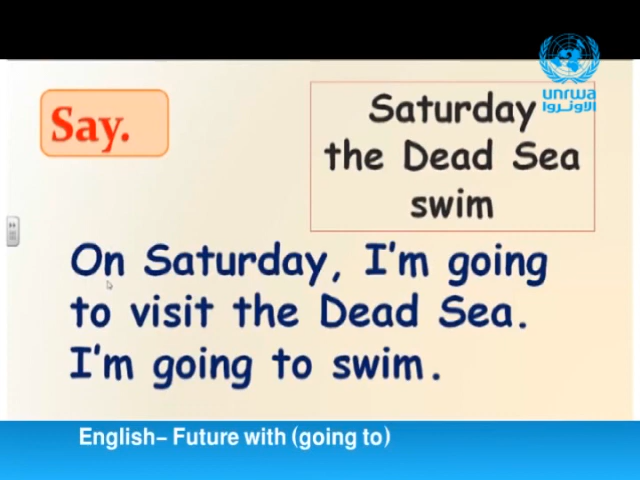 unrwa
الأونروا
Say.
Saturday
the Dead Sea
swim
On Saturday, I'm going
to visit the Dead Sea.
I'm going to swim.
English– Future with (going to)